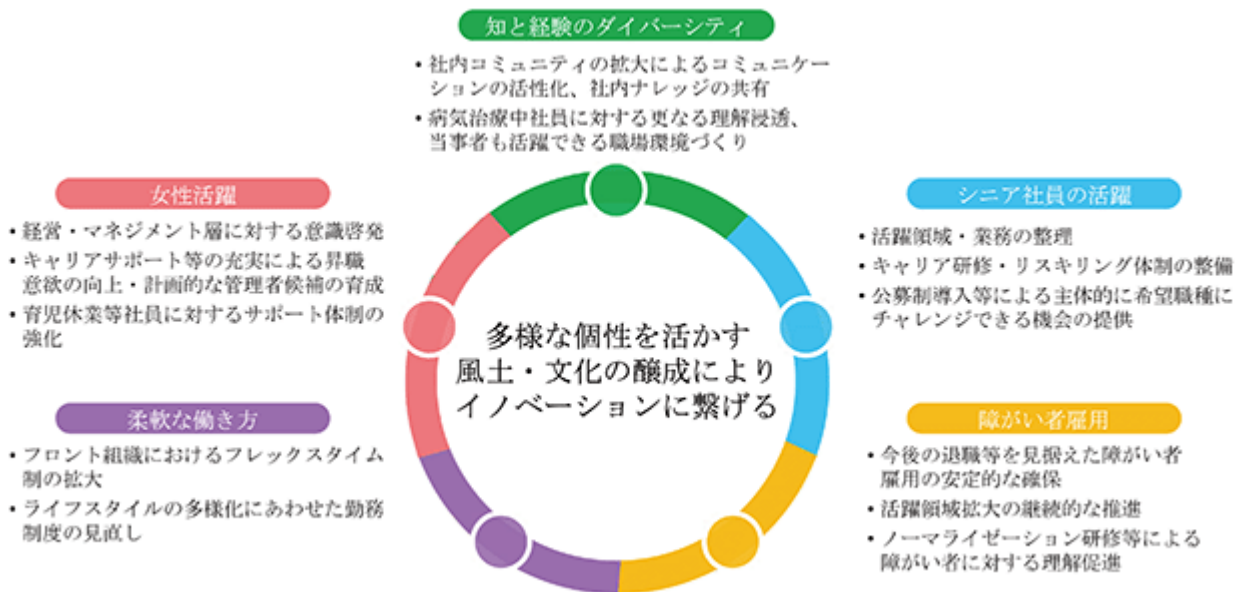 知と経験のダイバーシティ
• 社内コミュニティの拡大によるコミュニケー
ションの活性化、社内ナレッジの共有
• 病気治療中社員に対する更なる理解浸透、
当事者も活躍できる職場環境づくり
女性活躍
• 経営・マネジメント層に対する意識啓発
• キャリアサポート等の充実による昇職
意欲の向上・計画的な管理者候補の育成
• 育児休業等社員に対するサポート体制の
強化
シニア社員の活躍
• 活躍領域・業務の整理
• キャリア研修・リスキリング体制の整備
• 公募制導入等による主体的に希望職種に
チャレンジできる機会の提供
多様な個性を活かす
風土・文化の醸成により
イノベーションに繋げる
柔軟な働き方
• フロント組織におけるフレックスタイム
制の拡大
• ライフスタイルの多様化にあわせた勤務
制度の見直し
障がい者雇用
• 今後の退職等を見据えた障がい者
雇用の安定的な確保
• 活躍領域拡大の継続的な推進
• ノーマライゼーション研修等による
障がい者に対する理解促進